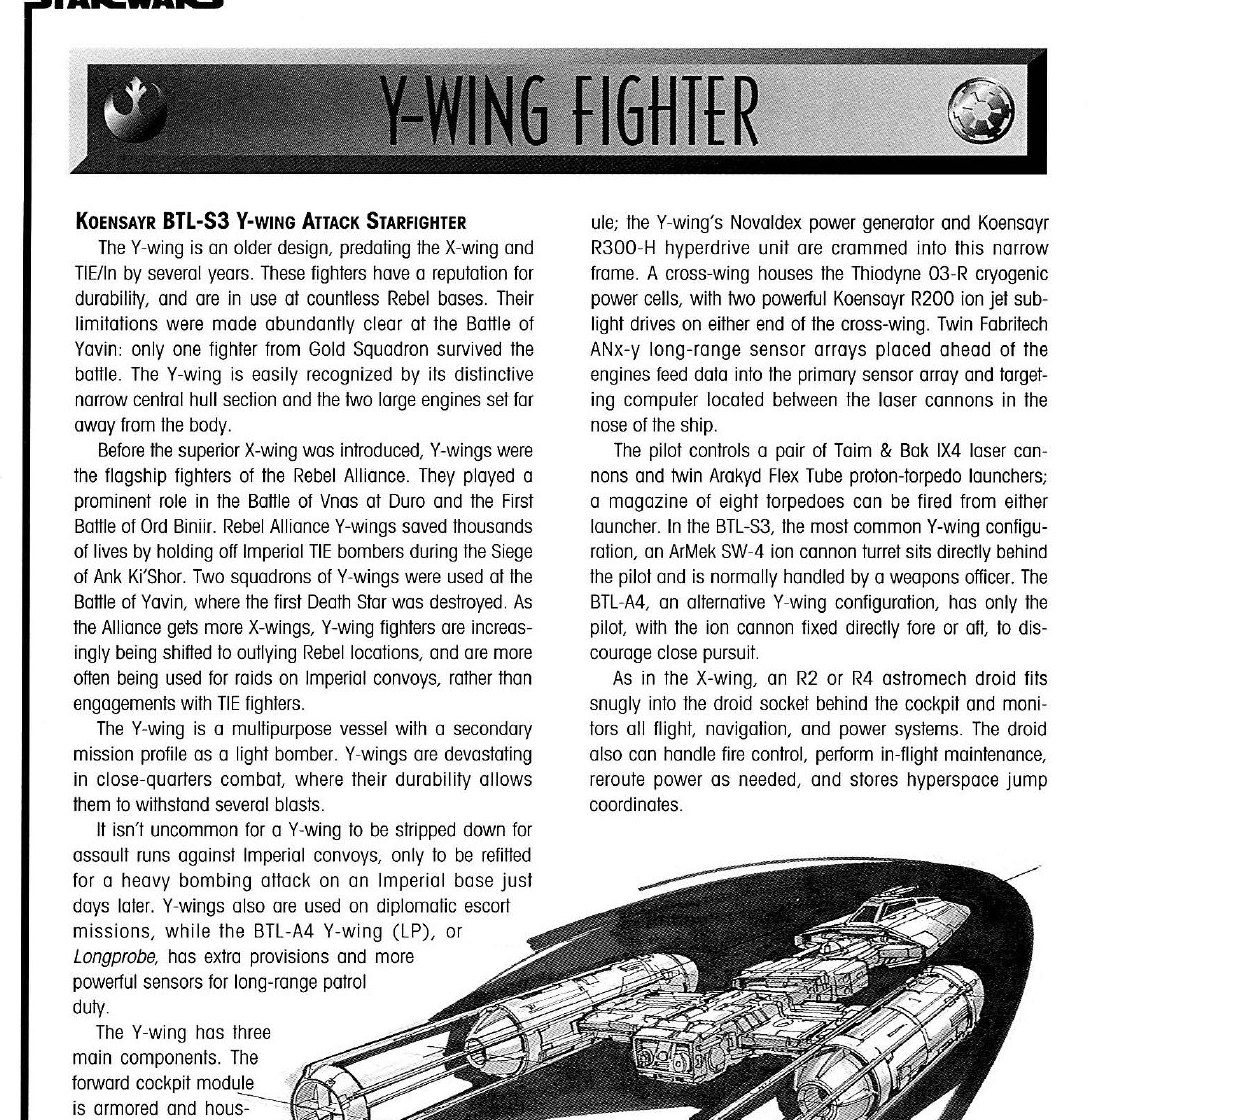 STAR WARS
Y-WING FIGHTER
KOENSAYR BTL-S3 Y-WING ATTACK STARFIGHTER
The Y-wing is an older design, predating the X-wing and
TIE/ln by several years. These fighters have a reputation for
durability, and are in use at countless Rebel bases. Their
limitations were made abundantly clear at the Battle of
Yavin: only one fighter from Gold Squadron survived the
battle. The Y-wing is easily recognized by its distinctive
narrow central hull section and the two large engines set far
away from the body.
Before the superior X-wing was introduced, Y-wings were
the flagship fighters of the Rebel Alliance. They played a
prominent role in the Battle of Vnas at Duro and the First
Battle of Ord Biniir. Rebel Alliance Y-wings saved thousands
of lives by holding off Imperial TIE bombers during the Siege
of Ank Ki'Shor. Two squadrons of Y-wings were used at the
Battle of Yavin, where the first Death Star was destroyed. As
the Alliance gets more X-wings, Y-wing fighters are increas-
ingly being shifted to outlying Rebel locations, and are more
often being used for raids on Imperial convoys, rather than
engagements with TIE fighters.
The Y-wing is a multipurpose vessel with a secondary
mission profile as a light bomber. Y-wings are devastating
in close-quarters combat, where their durability allows
them to withstand several blasts.
It isn't uncommon for a Y-wing to be stripped down for
assault runs against Imperial convoys, only to be refitted
for a heavy bombing attack on an Imperial base just
days later. Y-wings also are used on diplomatic escort
missions, while the BTL-A4 Y-wing (LP), or
Longprobe, has extra provisions and more
powerful sensors for long-range patrol
duty.
The Y-wing has three
main components. The
forward cockpit module
is armored and hous-
ule; the Y-wing's Novaldex power generator and Koensayr
R300-H hyperdrive unit are crammed into this narrow
frame. A cross-wing houses the Thiodyne O3-R cryogenic
power cells, with two powerful Koensayr R200 ion jet sub-
light drives on either end of the cross-wing. Twin Fabritech
ANx-y long-range sensor arrays placed ahead of the
engines feed data into the primary sensor array and target-
ing computer located between the laser cannons in the
nose of the ship.
The pilot controls a pair of Taim & Bak IX4 laser can-
nons and twin Arakyd Flex Tube proton-torpedo launchers;
a magazine of eight torpedoes can be fired from either
launcher. In the BTL-S3, the most common Y-wing configu-
ration, an ArMek SW-4 ion cannon turret sits directly behind
the pilot and is normally handled by a weapons officer. The
BTL-A4, an alternative Y-wing configuration, has only the
pilot, with the ion cannon fixed directly fore or aft, to dis-
courage close pursuit.
As in the X-wing, an R2 or R4 astromech droid fits
snugly into the droid socket behind the cockpit and moni-
tors all flight, navigation, and power systems. The droid
also can handle fire control, perform in-flight maintenance,
reroute power as needed, and stores hyperspace jump
coordinates.